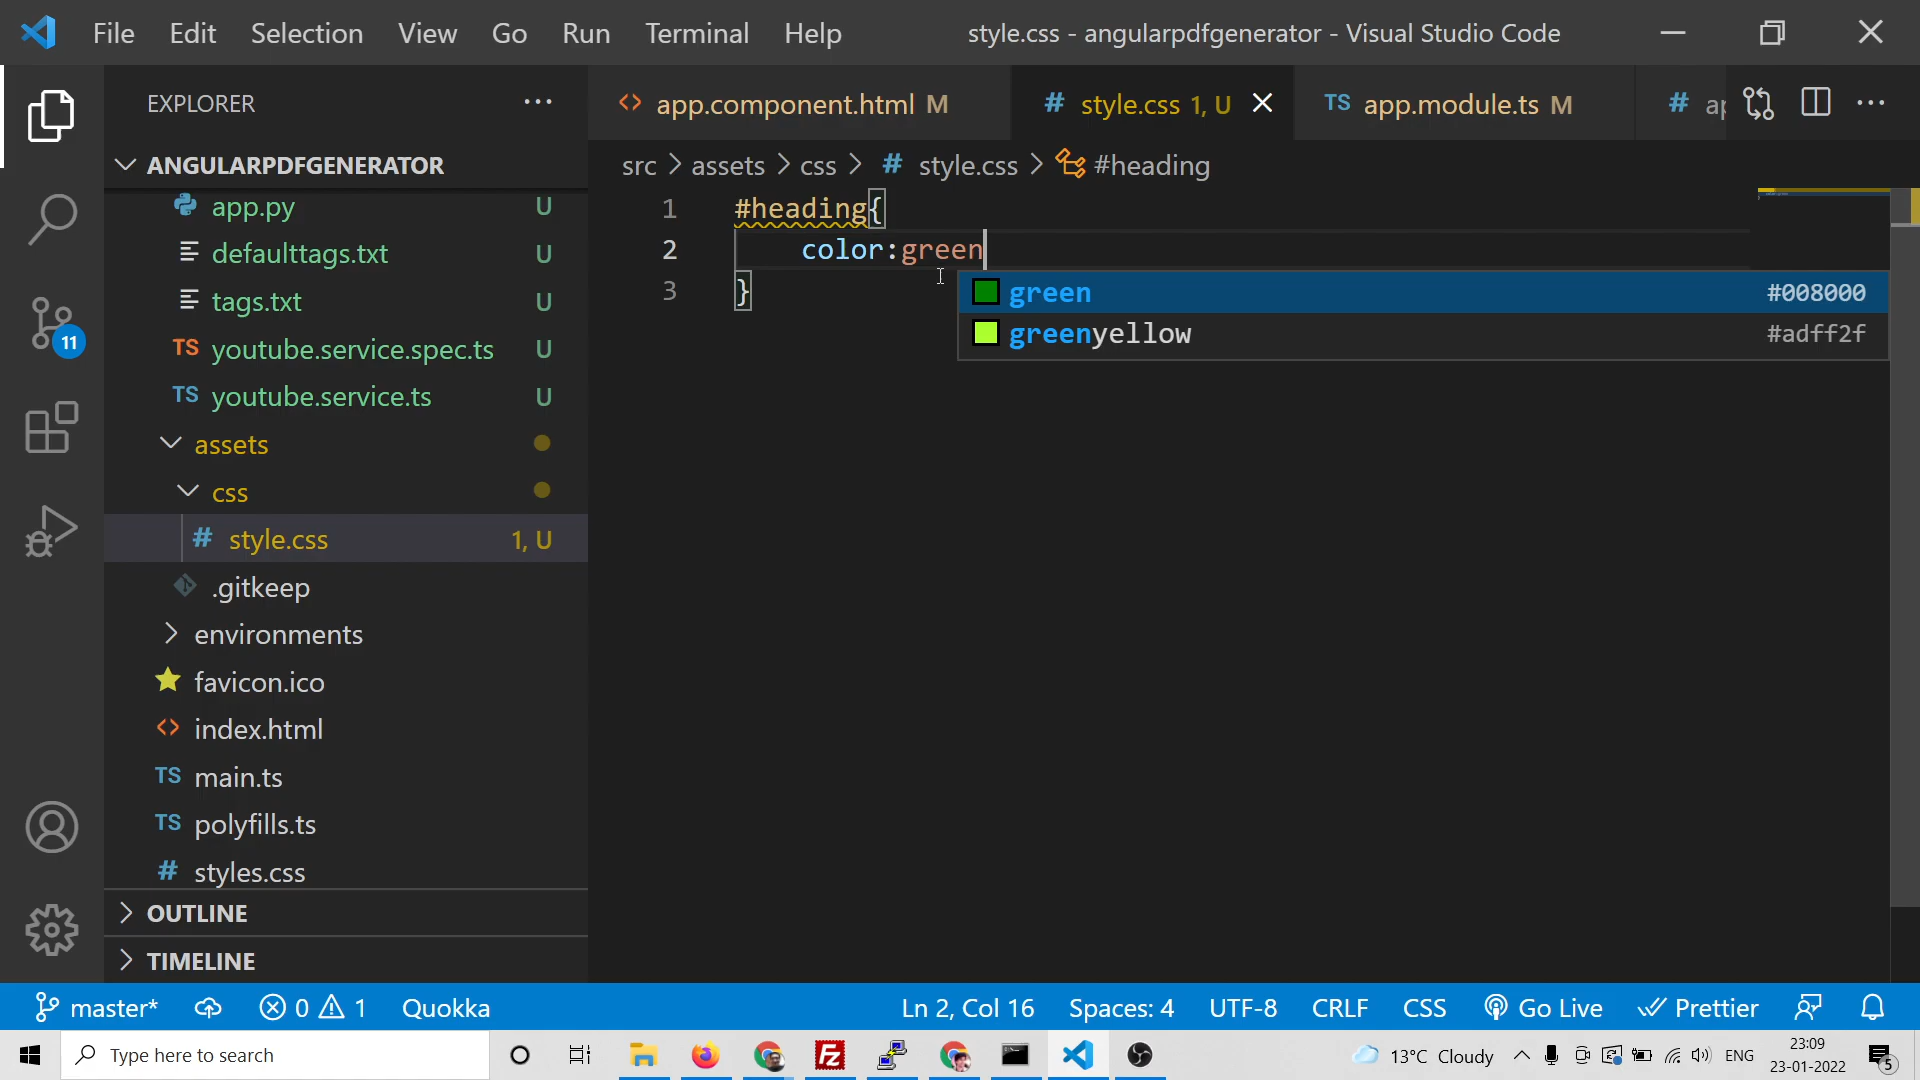 File Edit Selection View Go Run Terminal Help style.css - angularpdfgenerator - Visual Studio Code
EXPLORER
app.component.html M
# style.css 1, U
TS app.module.ts M
# ap
ANGULARPDFGENERATOR
src > assets > css > # style.css > #heading
app.py U
defaulttags.txt U
tags.txt U
TS youtube.service.spec.ts U
TS youtube.service.ts U
assets
css
# style.css 1, U
.gitkeep
environments
favicon.ico
index.html
TS main.ts
TS polyfills.ts
# styles.css
OUTLINE
TIMELINE
1 #heading{
2 color:green
3 }
green #008000
greenyellow #adff2f
11
master* 0 1 Quokka Ln 2, Col 16 Spaces: 4 UTF-8 CRLF CSS Go Live Prettier
Type here to search
Fz
13°C Cloudy
ENG
23:09
23-01-2022
5